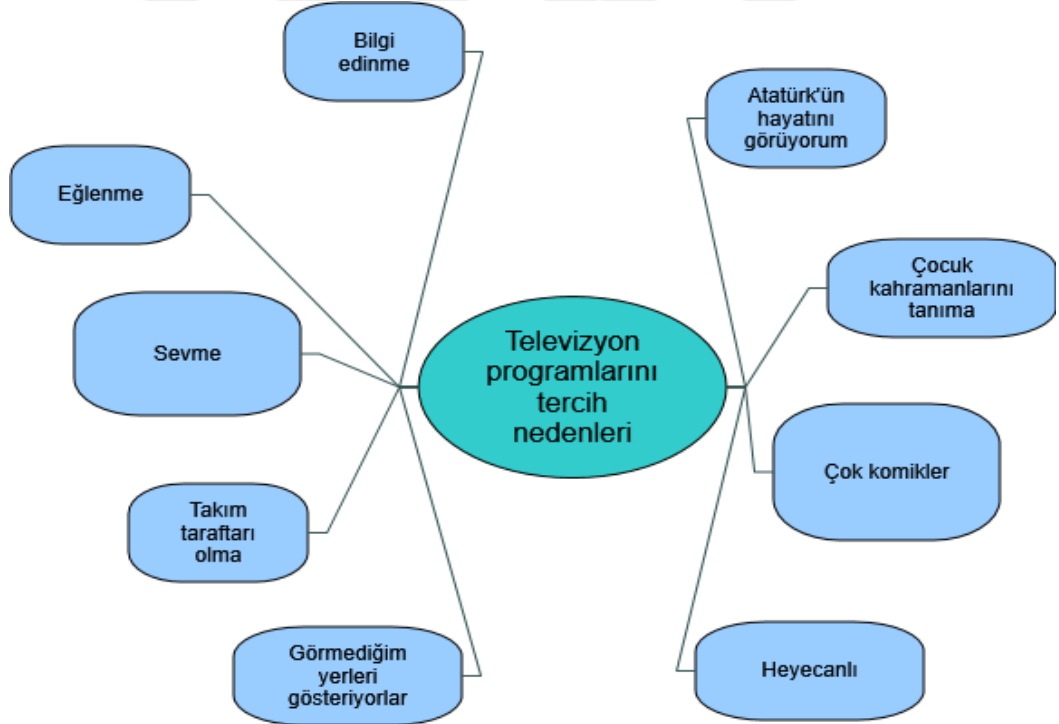 Bilgi
edinme
Eğlenme
Sevme
Takım
taraftarı
olma
Görmediğim
yerleri
gösteriyorlar
Televizyon
programlarını
tercih
nedenleri
Atatürk'ün
hayatını
görüyorum
Çocuk
kahramanlarını
tanıma
Çok komikler
Heyecanlı